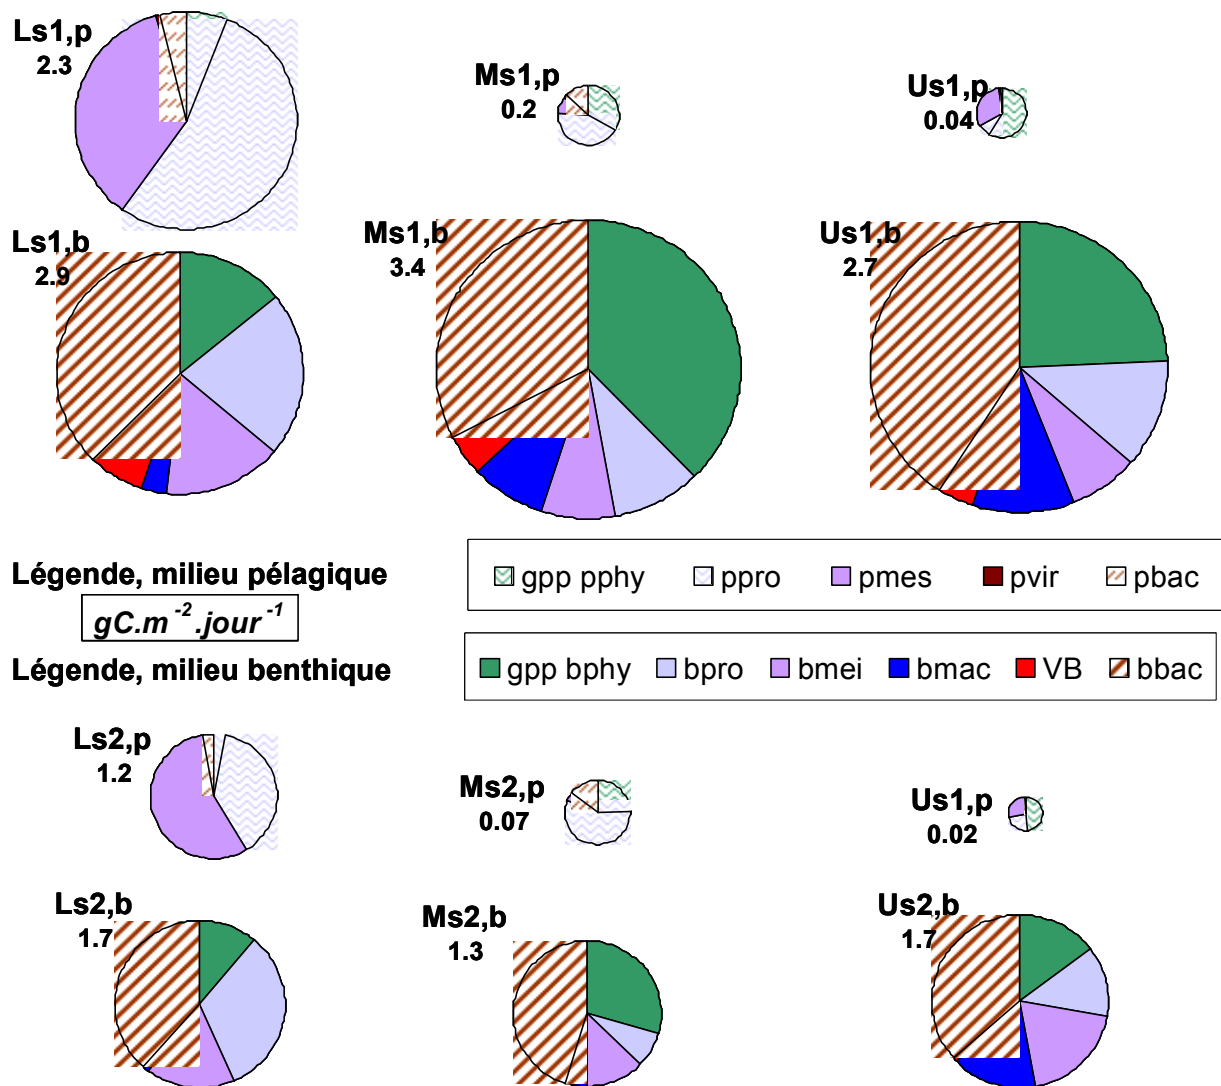 Ls1,p
2.3
Ms1,p
0.2
Us1,p
0.04
Ls1,b
2.9
Ms1,b
3.4
Us1,b
2.7
Légende, milieu pélagique
gpp pphy ppro pmes pvir pbac
gC.m⁻².jour⁻¹
Légende, milieu benthique
gpp bphy bpro bmei bmac VB bbac
Ls2,p
1.2
Ms2,p
0.07
Us1,p
0.02
Ls2,b
1.7
Ms2,b
1.3
Us2,b
1.7